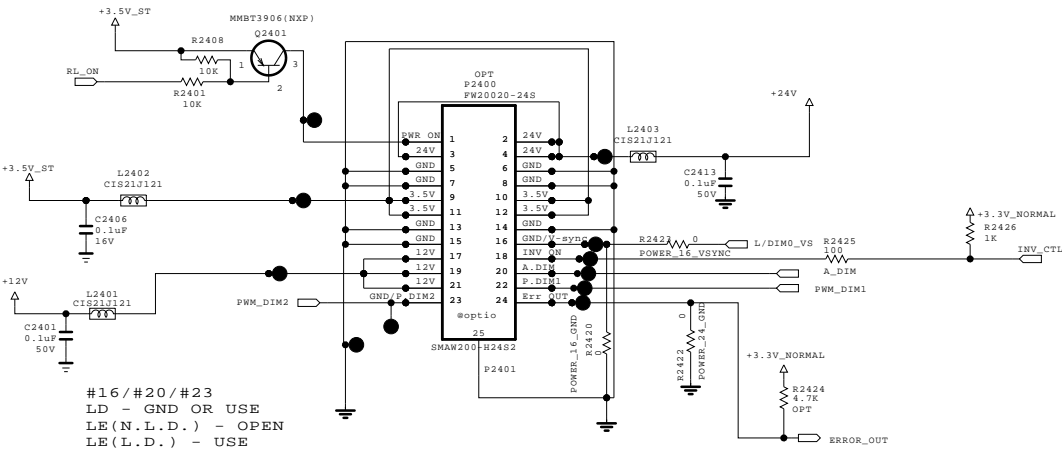 +3.5V_ST
MMBT3906(NXP)
Q2401
R2408
10K
1
3
2
RL_ON
R2401
10K
OPT
P2400
FW20020-24S
+24V
L2403
CIS21J121
C2413
0.1uF
50V
PWR ON 1 2 24V
24V 3 4 24V
GND 5 6 GND
GND 7 8 GND
3.5V 9 10 3.5V
3.5V 11 12 3.5V
GND 13 14 GND
GND 15 16 GND/V-sync
12V 17 18 INV ON
12V 19 20 A.DIM
12V 21 22 P.DIM1
GND/P.DIM2 23 24 Err OUT
@optio
25
SMAW200-H24S2
P2401
+3.5V_ST
L2402
CIS21J121
C2406
0.1uF
16V
+12V
L2401
CIS21J121
C2401
0.1uF
50V
PWM_DIM2
R2423 0
POWER_16_VSYNC
L/DIM0_VS
R2425
100
A_DIM
+3.3V_NORMAL
R2426
1K
INV_CTL
PWM_DIM1
POWER_16_GND
R2420
0
R2422
0
POWER_24_GND
+3.3V_NORMAL
R2424
4.7K
OPT
ERROR_OUT
#16/#20/#23
LD - GND OR USE
LE(N.L.D.) - OPEN
LE(L.D.) - USE